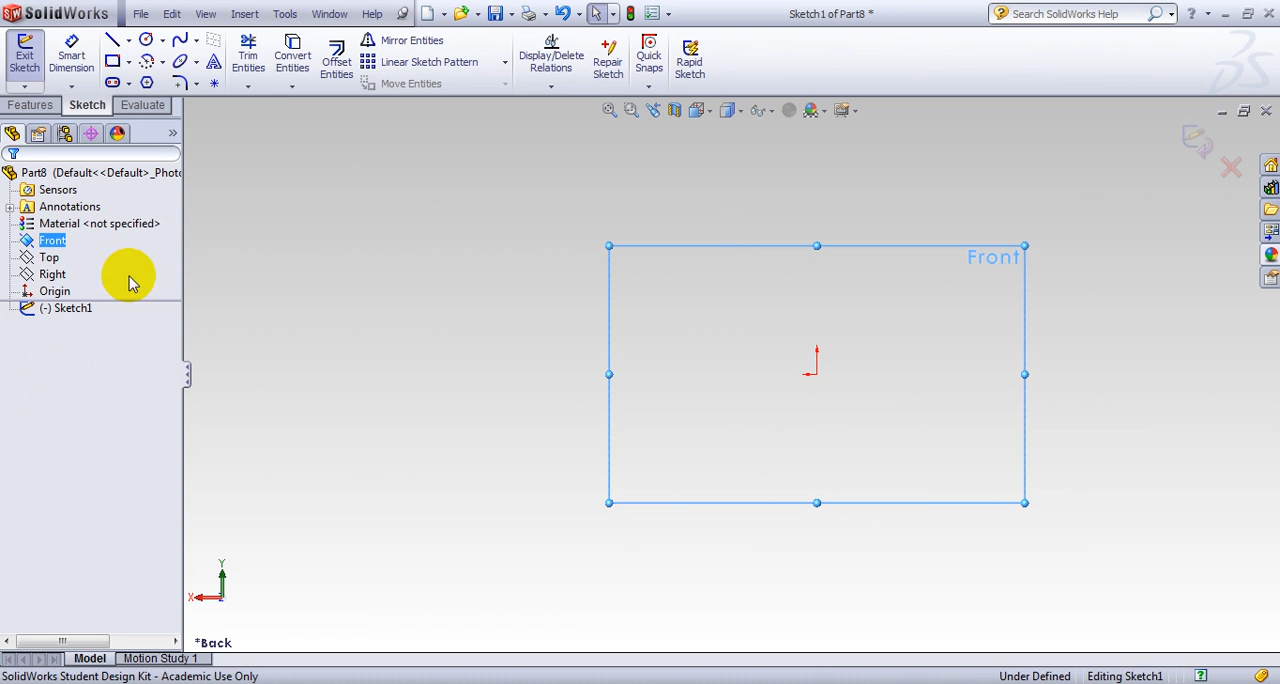 SW SolidWorks File Edit View Insert Tools Window Help Sketch1 of Part8 * Search SolidWorks Help
Exit Sketch
Smart Dimension
Trim Entities
Convert Entities
Offset Entities
Mirror Entities
Linear Sketch Pattern
Move Entities
Display/Delete Relations
Repair Sketch
Quick Snaps
Rapid Sketch
Features Sketch Evaluate
Part8 (Default<<Default>_Photo
Sensors
Annotations
Material <not specified>
Front
Top
Right
Origin
(-) Sketch1
Front
Y
X
*Back
Model Motion Study 1
SolidWorks Student Design Kit - Academic Use Only Under Defined Editing Sketch1